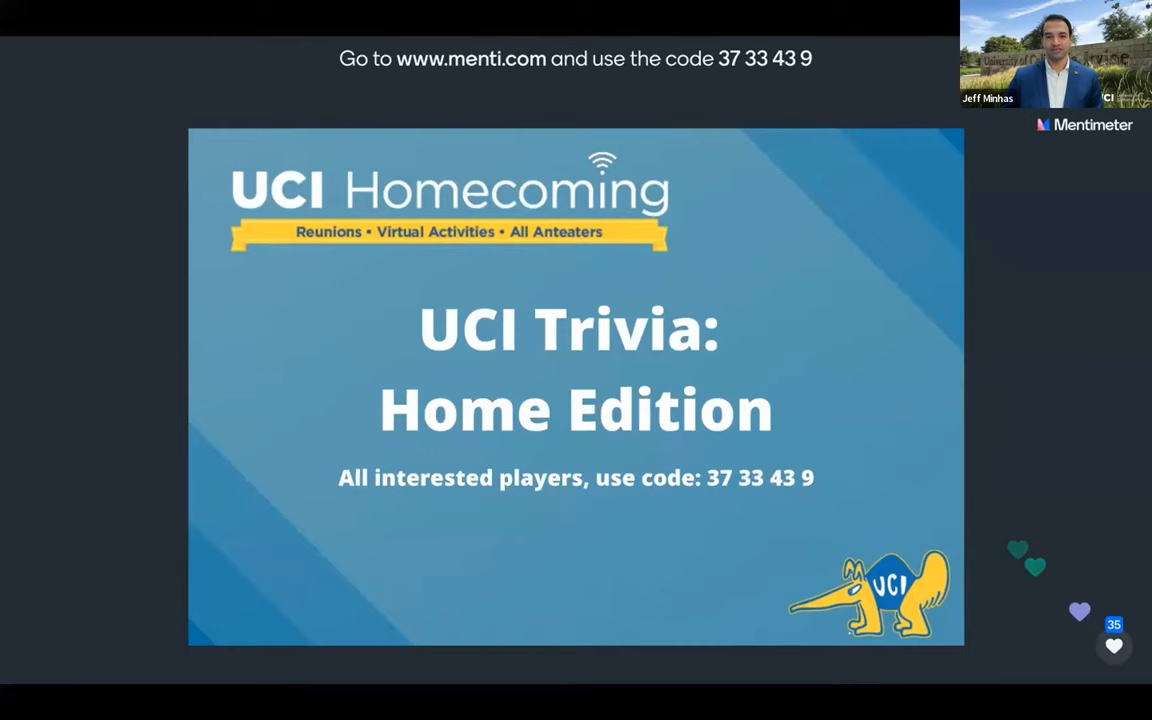 Go to www.menti.com and use the code 37 33 43 9
Jeff Minhas
UCI
Mentimeter
UCI Homecoming
Reunions • Virtual Activities • All Anteaters
UCI Trivia:
Home Edition
All interested players, use code: 37 33 43 9
UCI
35